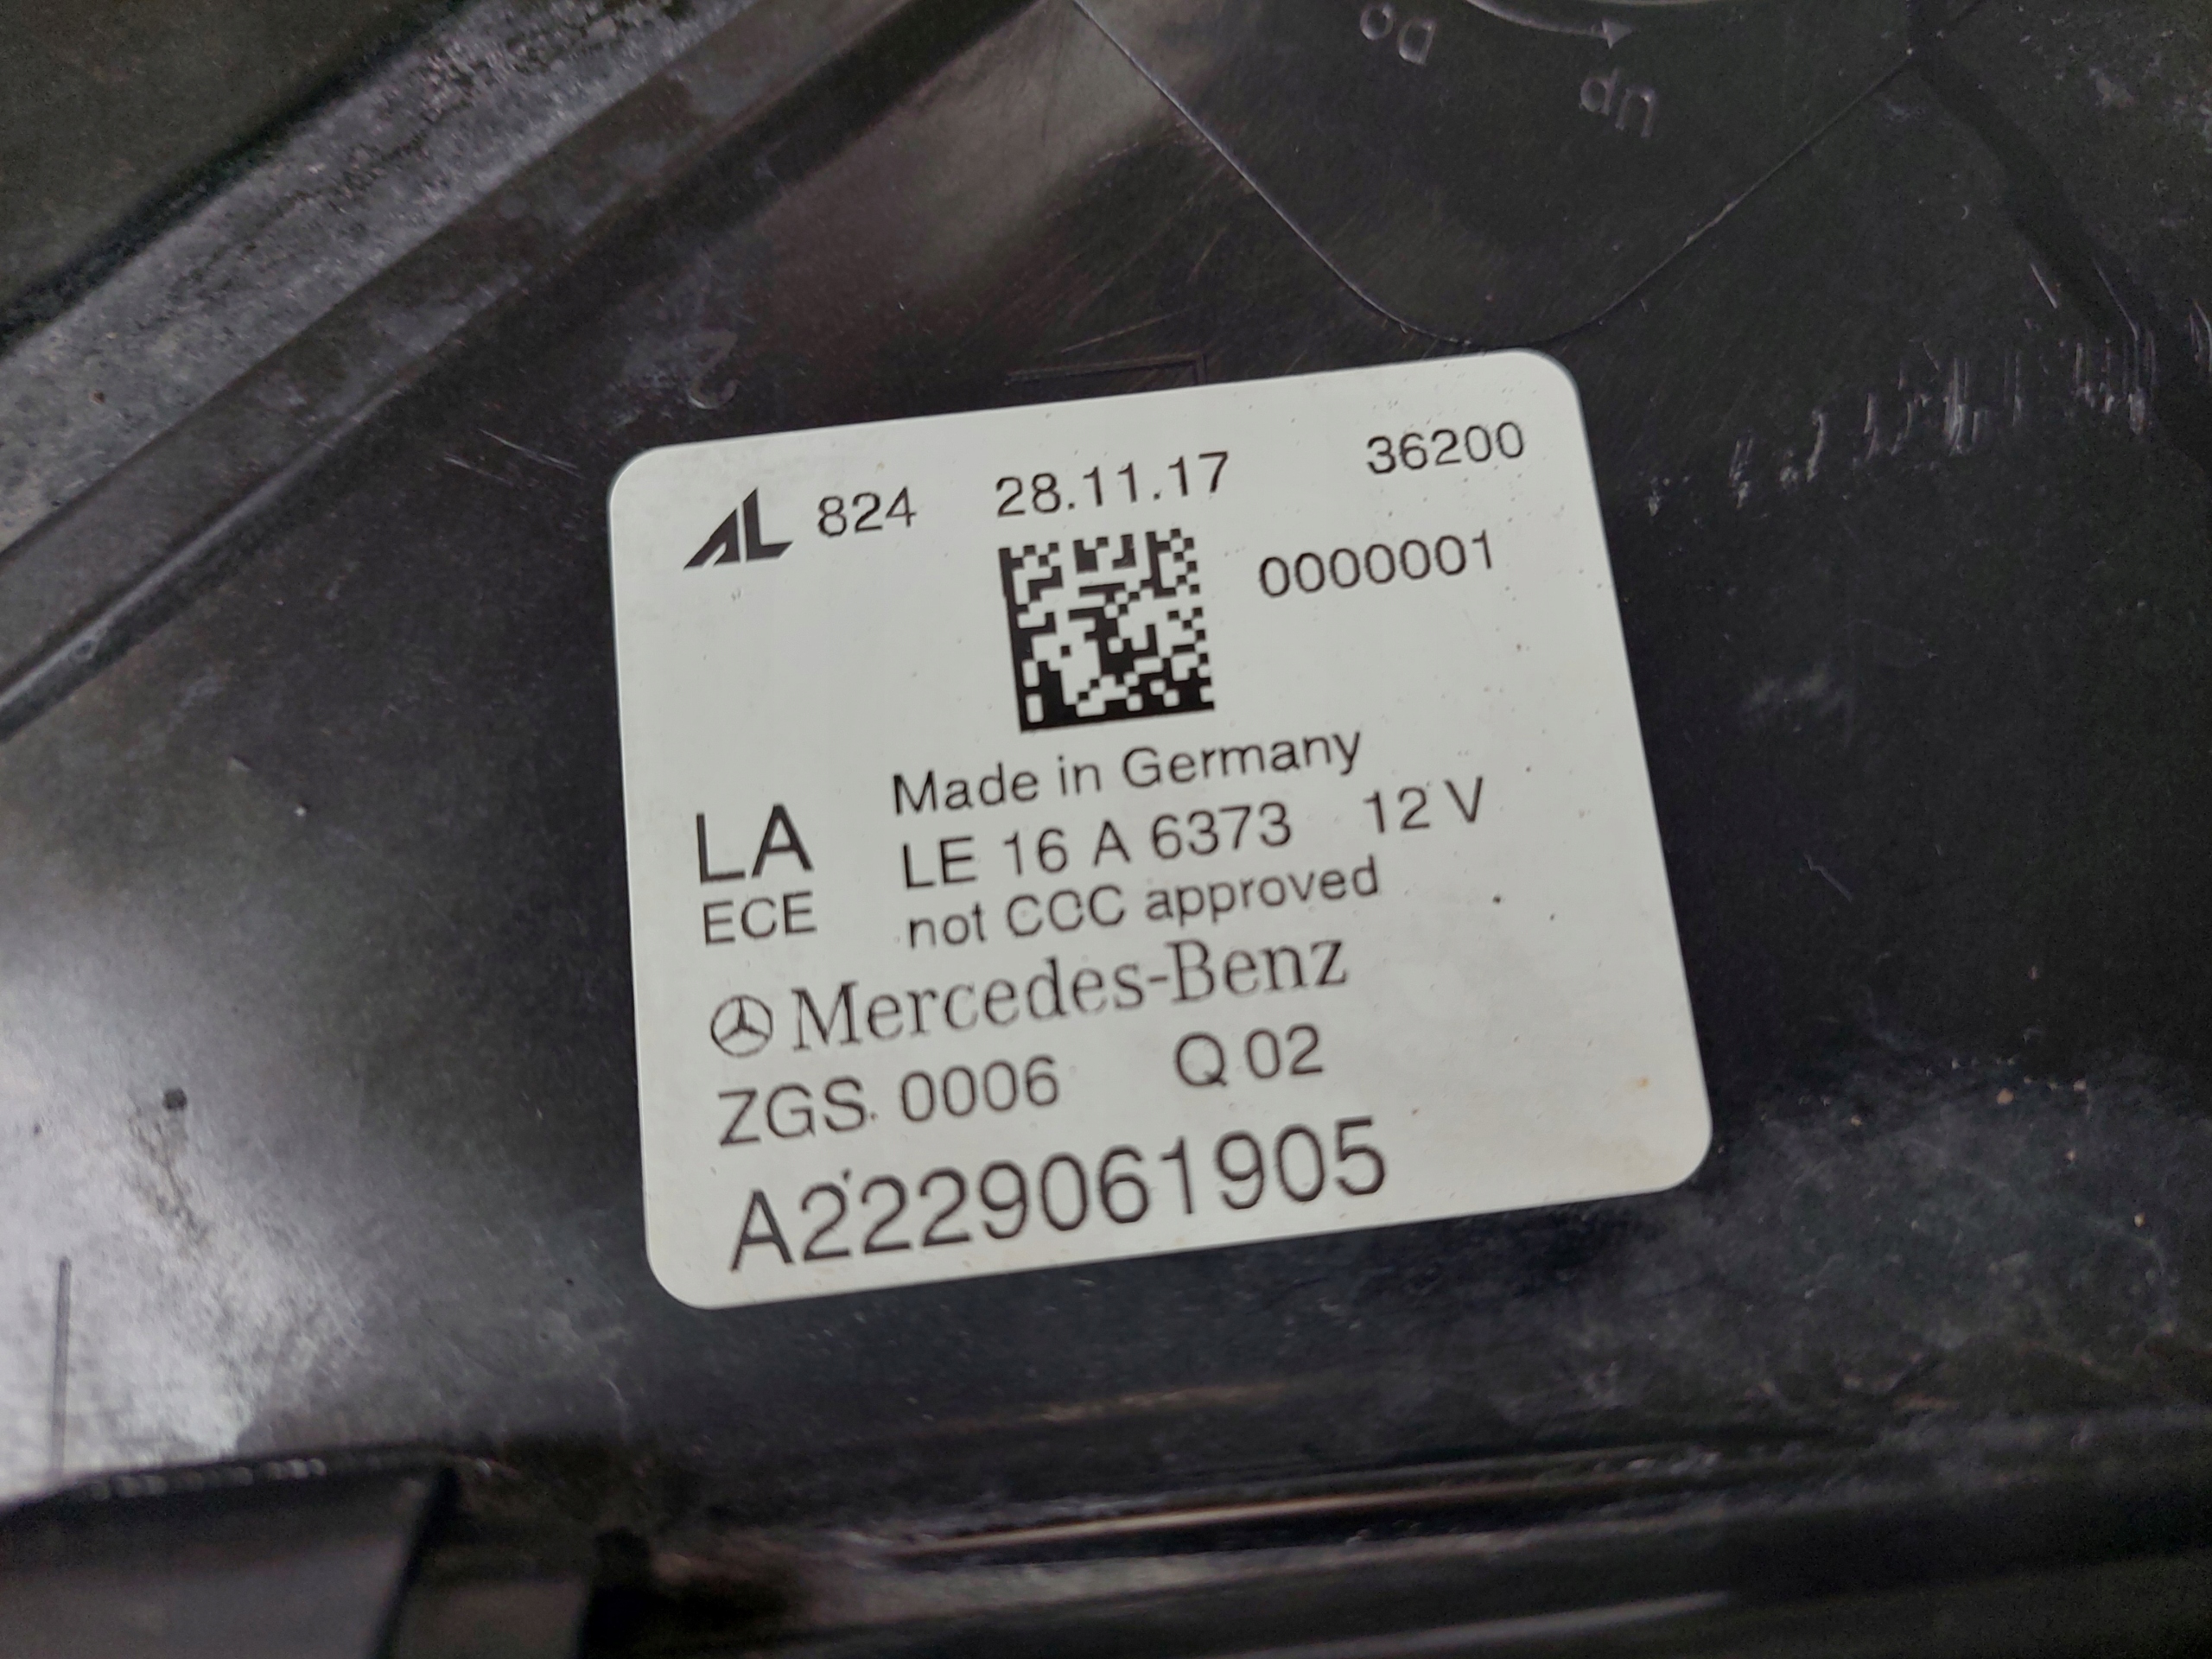 oq
up
AL 824 28.11.17 36200
0000001
Made in Germany
LA LE 16 A 6373 12 V
ECE not CCC approved
Mercedes-Benz
ZGS 0006 Q 02
A2229061905